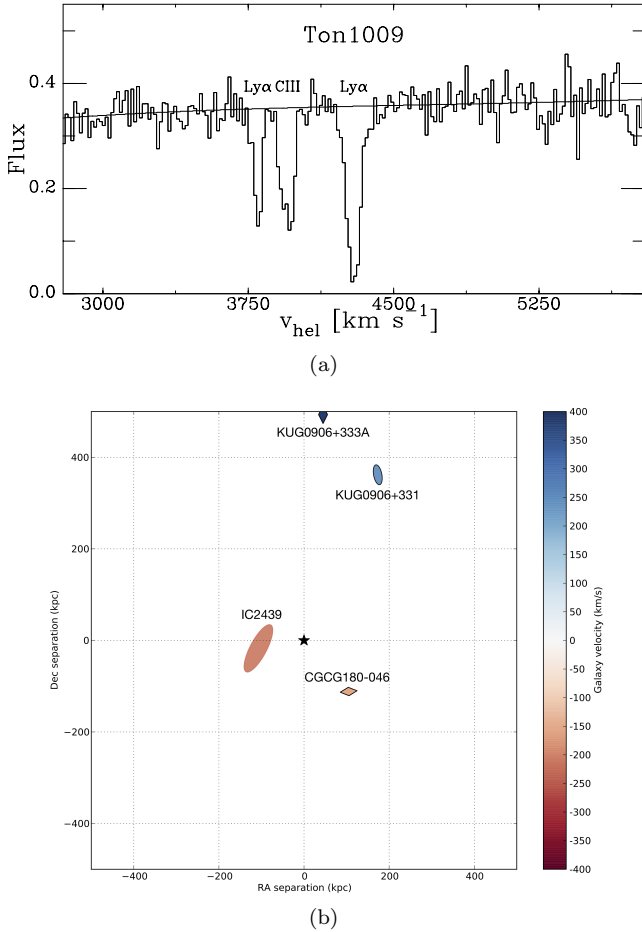 Ton1009
Lyα CIII Lyα
0.4
0.2
0.0
Flux
3000 3750 4500 5250
v_hel [km s^-1]
(a)
KUG0906+333A
KUG0906+331
IC2439
CGCG180-046
400
200
0
−200
−400
Dec separation (kpc)
−400 −200 0 200 400
RA separation (kpc)
400
350
300
250
200
150
100
50
0
-50
-100
-150
-200
-250
-300
-350
-400
Galaxy velocity (km/s)
(b)